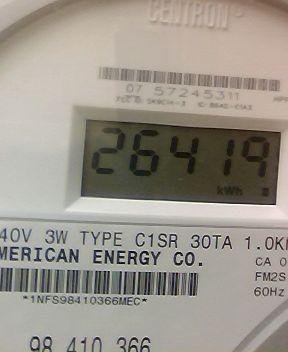 CENTRON®
07 57245311
26419
kWh
40V 3W TYPE C1SR 30TA 1.0K
MERICAN ENERGY CO.
CA 0
FM2S
60Hz
*1NFS98410366MEC*
98 410 366